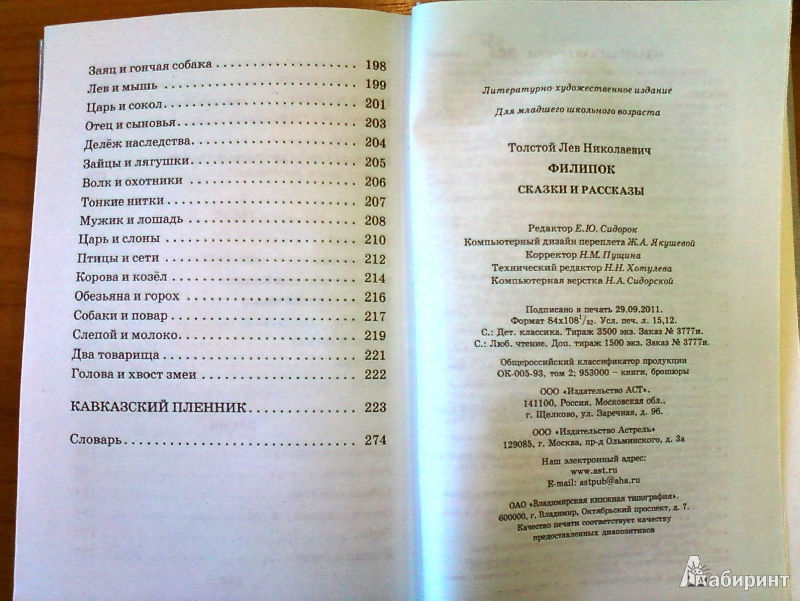 Заяц и гончая собака . . . . . . . . . . . . . . . . . . . . 198
Лев и мышь . . . . . . . . . . . . . . . . . . . . . . . . . . . 199
Царь и сокол. . . . . . . . . . . . . . . . . . . . . . . . . . 201
Отец и сыновья. . . . . . . . . . . . . . . . . . . . . . . . 203
Делёж наследства. . . . . . . . . . . . . . . . . . . . . . 204
Зайцы и лягушки. . . . . . . . . . . . . . . . . . . . . . . 205
Волк и охотники . . . . . . . . . . . . . . . . . . . . . . . 206
Тонкие нитки . . . . . . . . . . . . . . . . . . . . . . . . . 207
Мужик и лошадь . . . . . . . . . . . . . . . . . . . . . . . 208
Царь и слоны . . . . . . . . . . . . . . . . . . . . . . . . . 210
Птицы и сети . . . . . . . . . . . . . . . . . . . . . . . . . 212
Корова и козёл . . . . . . . . . . . . . . . . . . . . . . . . 214
Обезьяна и горох . . . . . . . . . . . . . . . . . . . . . . 216
Собаки и повар . . . . . . . . . . . . . . . . . . . . . . . . 217
Слепой и молоко. . . . . . . . . . . . . . . . . . . . . . . 219
Два товарища . . . . . . . . . . . . . . . . . . . . . . . . . 221
Голова и хвост змеи . . . . . . . . . . . . . . . . . . . . 222
КАВКАЗСКИЙ ПЛЕННИК. . . . . . . . . . . . . . . 223
Словарь . . . . . . . . . . . . . . . . . . . . . . . . . . . . . 274
Литературно-художественное издание
Для младшего школьного возраста
Толстой Лев Николаевич
ФИЛИПОК
СКАЗКИ И РАССКАЗЫ
Редактор Е.Ю. Сидорок
Компьютерный дизайн переплета Ж.А. Якушевой
Корректор Н.М. Пущина
Технический редактор Н.Н. Хотулева
Компьютерная верстка Н.А. Сидорской
Подписано в печать 29.09.2011.
Формат 84x108 1/32. Усл. печ. л. 15,12.
С.: Дет. классика. Тираж 3500 экз. Заказ № 3777и.
С.: Люб. чтение. Доп. тираж 1500 экз. Заказ № 3777и.
Общероссийский классификатор продукции
ОК-005-93, том 2; 953000 – книги, брошюры
ООО «Издательство АСТ».
141100, Россия, Московская обл.,
г. Щелково, ул. Заречная, д. 96.
ООО «Издательство Астрель»
129085, г. Москва, пр-д Ольминского, д. 3а
Наш электронный адрес:
www.ast.ru
E-mail: astpub@aha.ru
ОАО «Владимирская книжная типография».
600000, г. Владимир, Октябрьский проспект, д. 7.
Качество печати соответствует качеству
предоставленных диапозитивов
Лабиринт